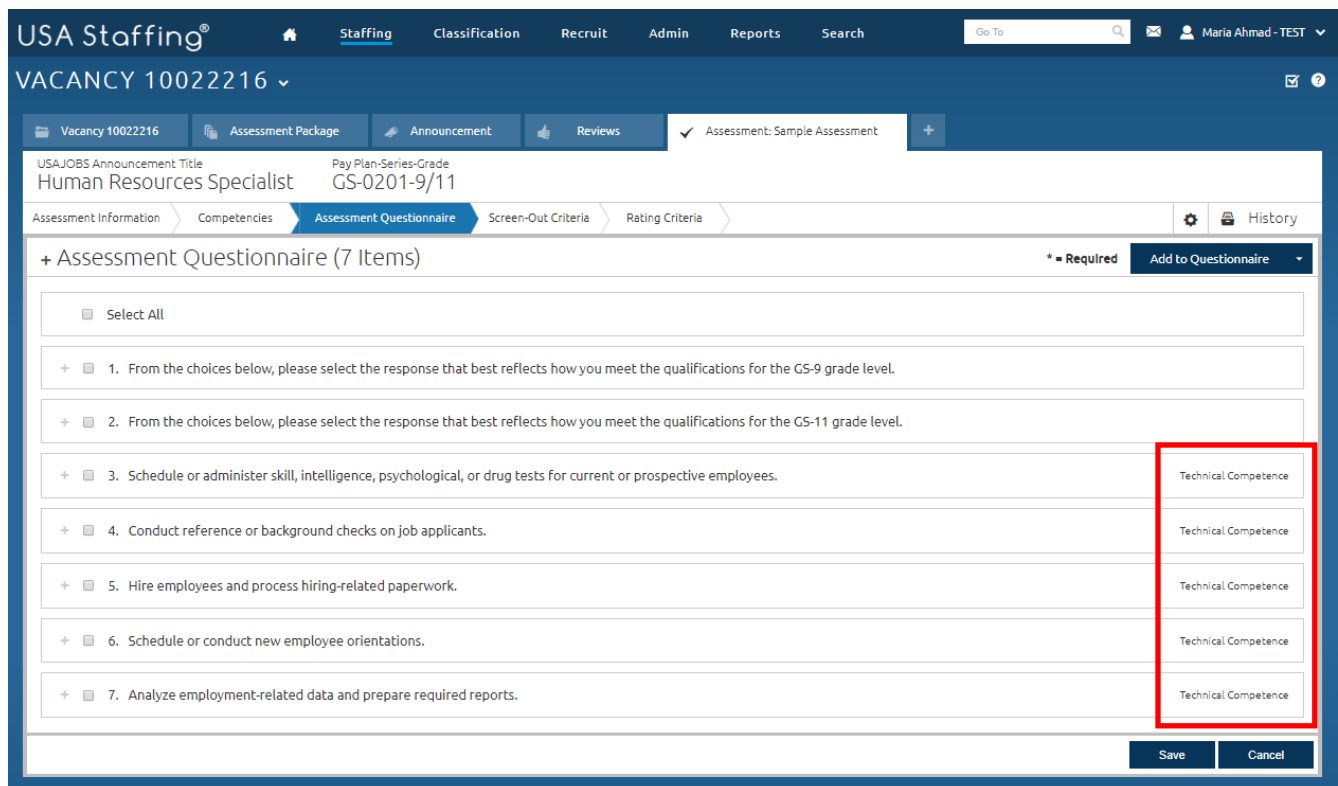 USA Staffing®
Staffing Classification Recruit Admin Reports Search
Go To
Maria Ahmad - TEST
VACANCY 10022216
Vacancy 10022216
Assessment Package
Announcement
Reviews
Assessment: Sample Assessment
+
USAJOBS Announcement Title
Human Resources Specialist
Pay Plan-Series-Grade
GS-0201-9/11
Assessment Information
Competencies
Assessment Questionnaire
Screen-Out Criteria
Rating Criteria
History
+ Assessment Questionnaire (7 Items)
* = Required
Add to Questionnaire
Select All
+ 1. From the choices below, please select the response that best reflects how you meet the qualifications for the GS-9 grade level.
+ 2. From the choices below, please select the response that best reflects how you meet the qualifications for the GS-11 grade level.
+ 3. Schedule or administer skill, intelligence, psychological, or drug tests for current or prospective employees. Technical Competence
+ 4. Conduct reference or background checks on job applicants. Technical Competence
+ 5. Hire employees and process hiring-related paperwork. Technical Competence
+ 6. Schedule or conduct new employee orientations. Technical Competence
+ 7. Analyze employment-related data and prepare required reports. Technical Competence
Save
Cancel